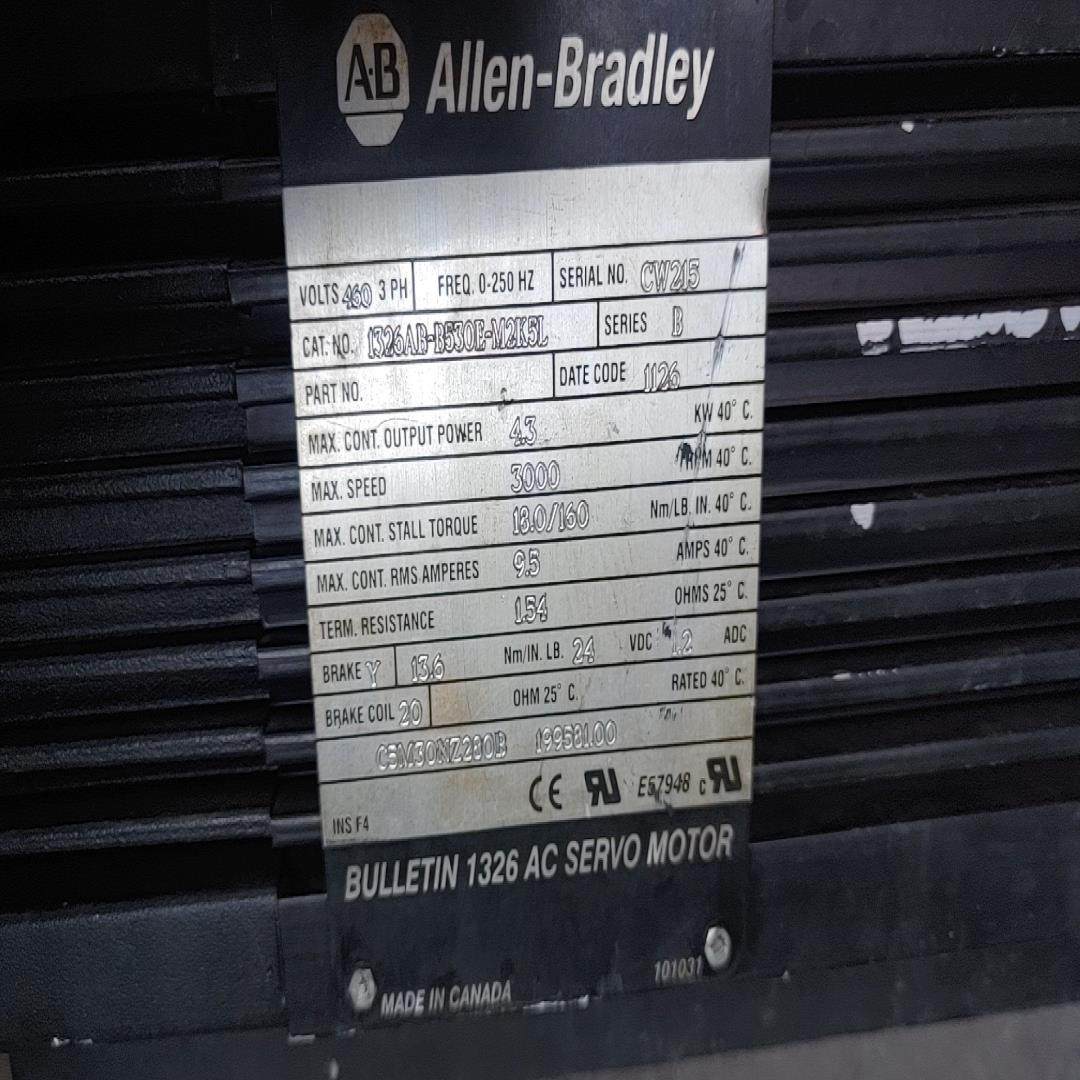 A·B Allen-Bradley
VOLTS 460 3 PH FREQ. 0-250 HZ SERIAL NO. CW215
CAT. NO. 1326AB-B530E-M2K5L SERIES B
PART NO. DATE CODE 1126
MAX. CONT. OUTPUT POWER 4.3 KW 40° C.
MAX. SPEED 3000 RPM 40° C.
MAX. CONT. STALL TORQUE 18.0/160 Nm/LB. IN. 40° C.
MAX. CONT. RMS AMPERES 9.5 AMPS 40° C.
TERM. RESISTANCE 1.54 OHMS 25° C.
BRAKE Y 13.6 Nm/IN. LB. 24 VDC 1.2 ADC
BRAKE COIL 20 OHM 25° C. RATED 40° C.
199581.00
CE RU E57948 c RU
INS F4
BULLETIN 1326 AC SERVO MOTOR
101031
MADE IN CANADA